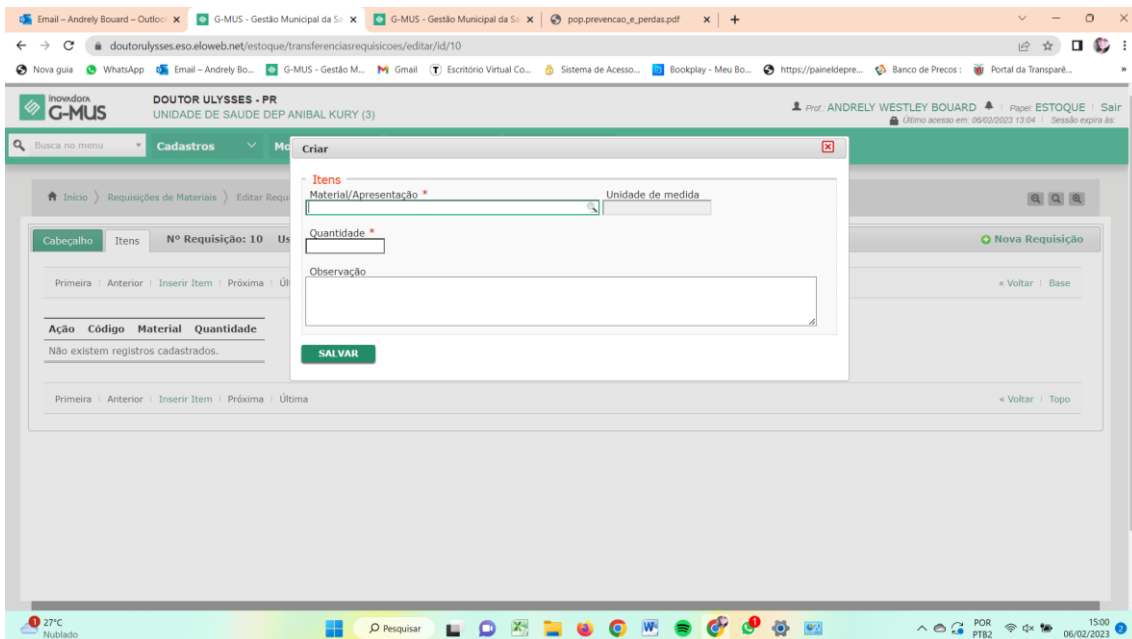 Email – Andrely Bouard – Outloo
G-MUS - Gestão Municipal da Sa
G-MUS - Gestão Municipal da Sa
pop.prevencao_e_perdas.pdf
doutorulysses.eso.eloweb.net/estoque/transferenciasrequisicoes/editar/id/10
Nova guia
WhatsApp
Email – Andrely Bo...
G-MUS - Gestão M...
Gmail
Escritório Virtual Co...
Sistema de Acesso...
Bookplay - Meu Bo...
https://paineldepre...
Banco de Precos :
Portal da Transparê...
»
inovadora
G-MUS
DOUTOR ULYSSES - PR
UNIDADE DE SAUDE DEP ANIBAL KURY (3)
Prof.: ANDRELY WESTLEY BOUARD | Papel: ESTOQUE | Sair
Último acesso em: 06/02/2023 13:04 | Sessão expira às:
Busca no menu
Cadastros
Mo
Criar
Início
Requisições de Materiais
Editar Requi
Itens
Material/Apresentação *
Unidade de medida
Quantidade *
Observação
SALVAR
Cabeçalho
Itens
Nº Requisição: 10 Us
Nova Requisição
Primeira | Anterior | Inserir Item | Próxima | Úl
« Voltar | Base
Ação Código Material Quantidade
Não existem registros cadastrados.
Primeira | Anterior | Inserir Item | Próxima | Última
« Voltar | Topo
1
27°C
Nublado
Pesquisar
POR
PTB2
15:00
06/02/2023
2